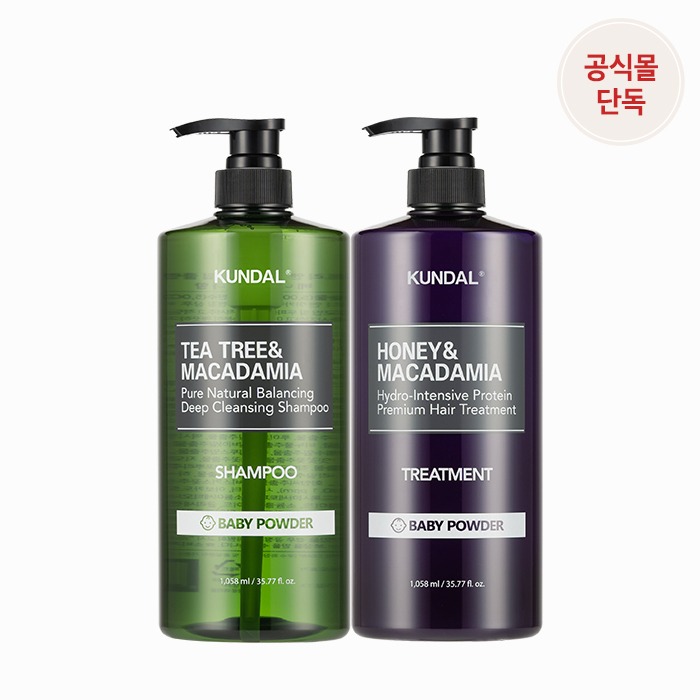 공식몰
단독
KUNDAL®
TEA TREE&
MACADAMIA
Pure Natural Balancing
Deep Cleansing Shampoo
SHAMPOO
BABY POWDER
1,058 ml / 35.77 fl. oz.
KUNDAL®
HONEY&
MACADAMIA
Hydro-Intensive Protein
Premium Hair Treatment
TREATMENT
BABY POWDER
1,058 ml / 35.77 fl. oz.